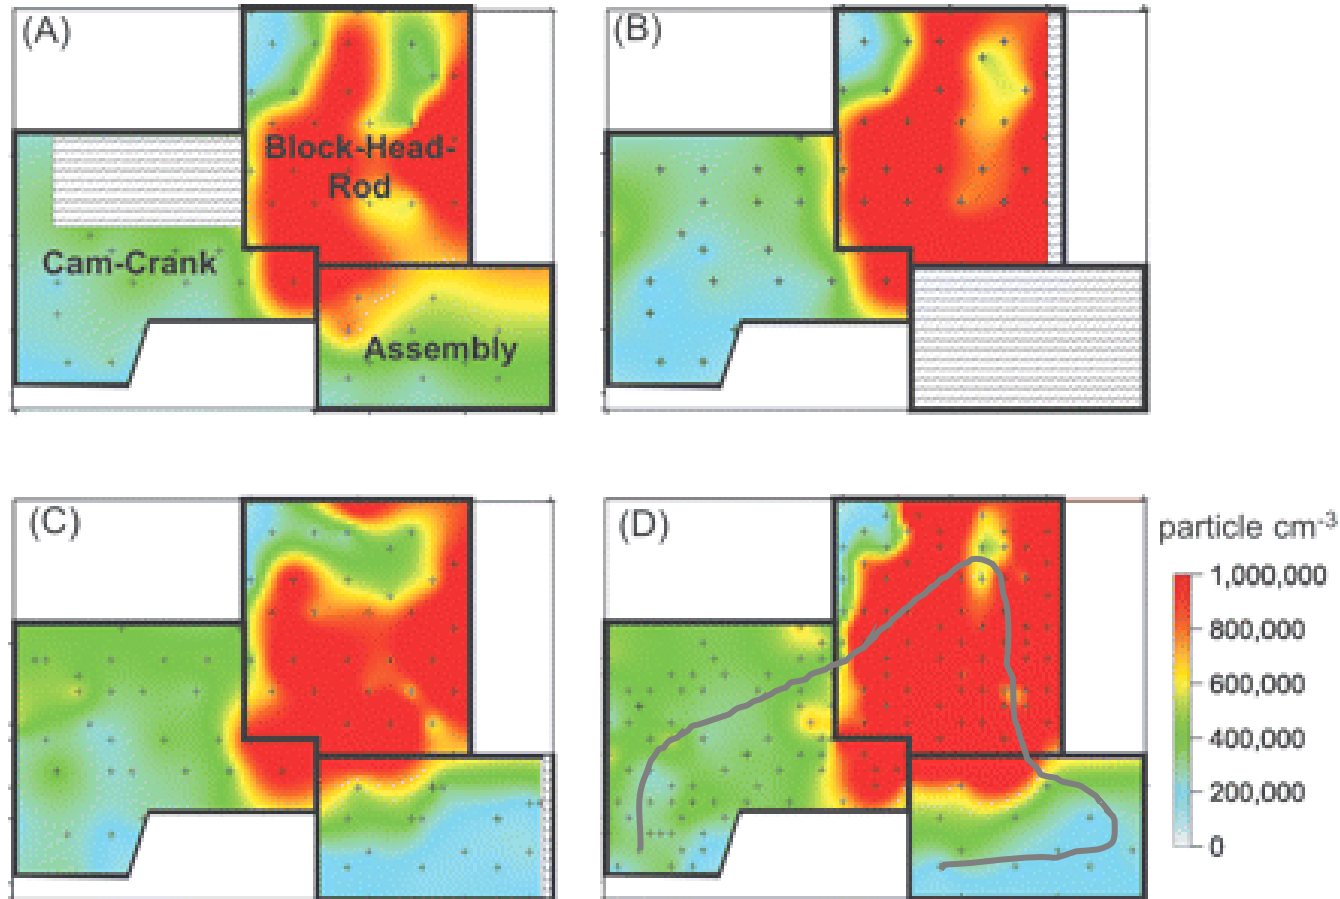 (A)
Block-Head-
Rod
Cam-Crank
Assembly
(B)
(C)
(D)
particle cm-3
1,000,000
800,000
600,000
400,000
200,000
0